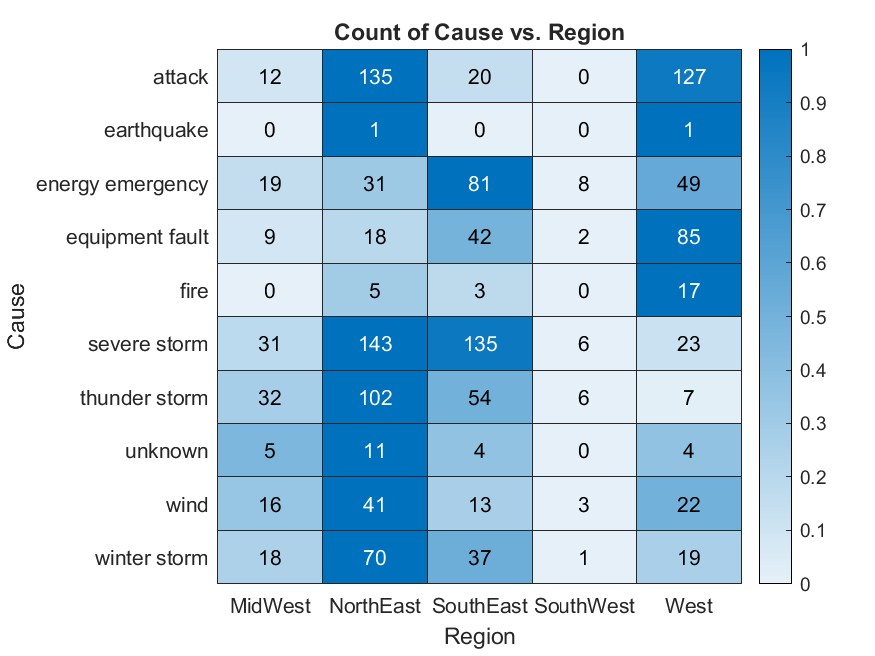 Count of Cause vs. Region
attack 12 135 20 0 127
earthquake 0 1 0 0 1
energy emergency 19 31 81 8 49
equipment fault 9 18 42 2 85
fire 0 5 3 0 17
severe storm 31 143 135 6 23
thunder storm 32 102 54 6 7
unknown 5 11 4 0 4
wind 16 41 13 3 22
winter storm 18 70 37 1 19
MidWest NorthEast SouthEast SouthWest West
Region
Cause
1
0.9
0.8
0.7
0.6
0.5
0.4
0.3
0.2
0.1
0